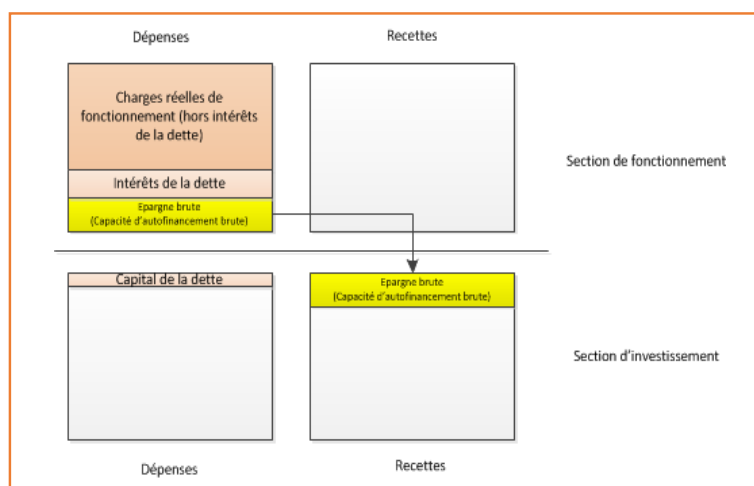 Dépenses
Recettes
Charges réelles de
fonctionnement (hors intérêts
de la dette)
Intérêts de la dette
Epargne brute
(Capacité d'autofinancement brute)
Section de fonctionnement
Capital de la dette
Epargne brute
(Capacité d'autofinancement brute)
Section d'investissement
Dépenses
Recettes